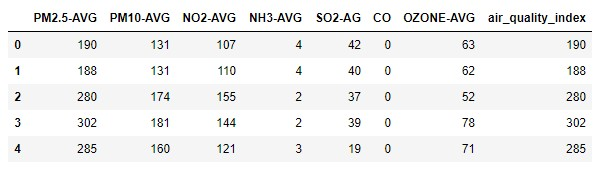 PM2.5-AVG PM10-AVG NO2-AVG NH3-AVG SO2-AG CO OZONE-AVG air_quality_index
0 190 131 107 4 42 0 63 190
1 188 131 110 4 40 0 62 188
2 280 174 155 2 37 0 52 280
3 302 181 144 2 39 0 78 302
4 285 160 121 3 19 0 71 285